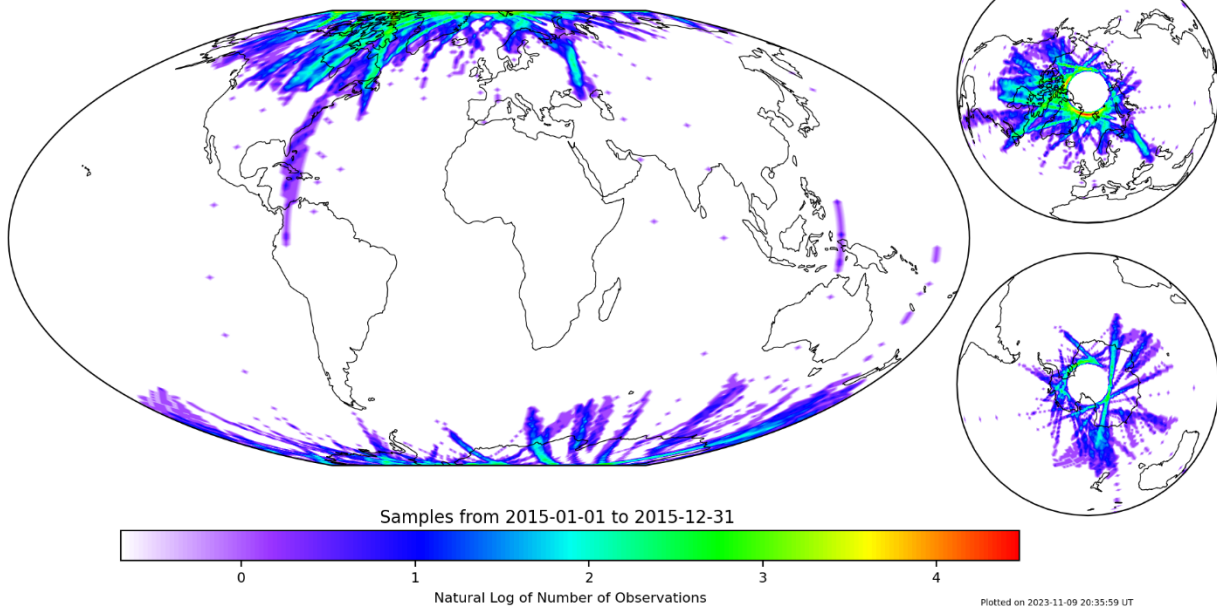 Samples from 2015-01-01 to 2015-12-31
0 1 2 3 4
Natural Log of Number of Observations
Plotted on 2023-11-09 20:35:59 UT